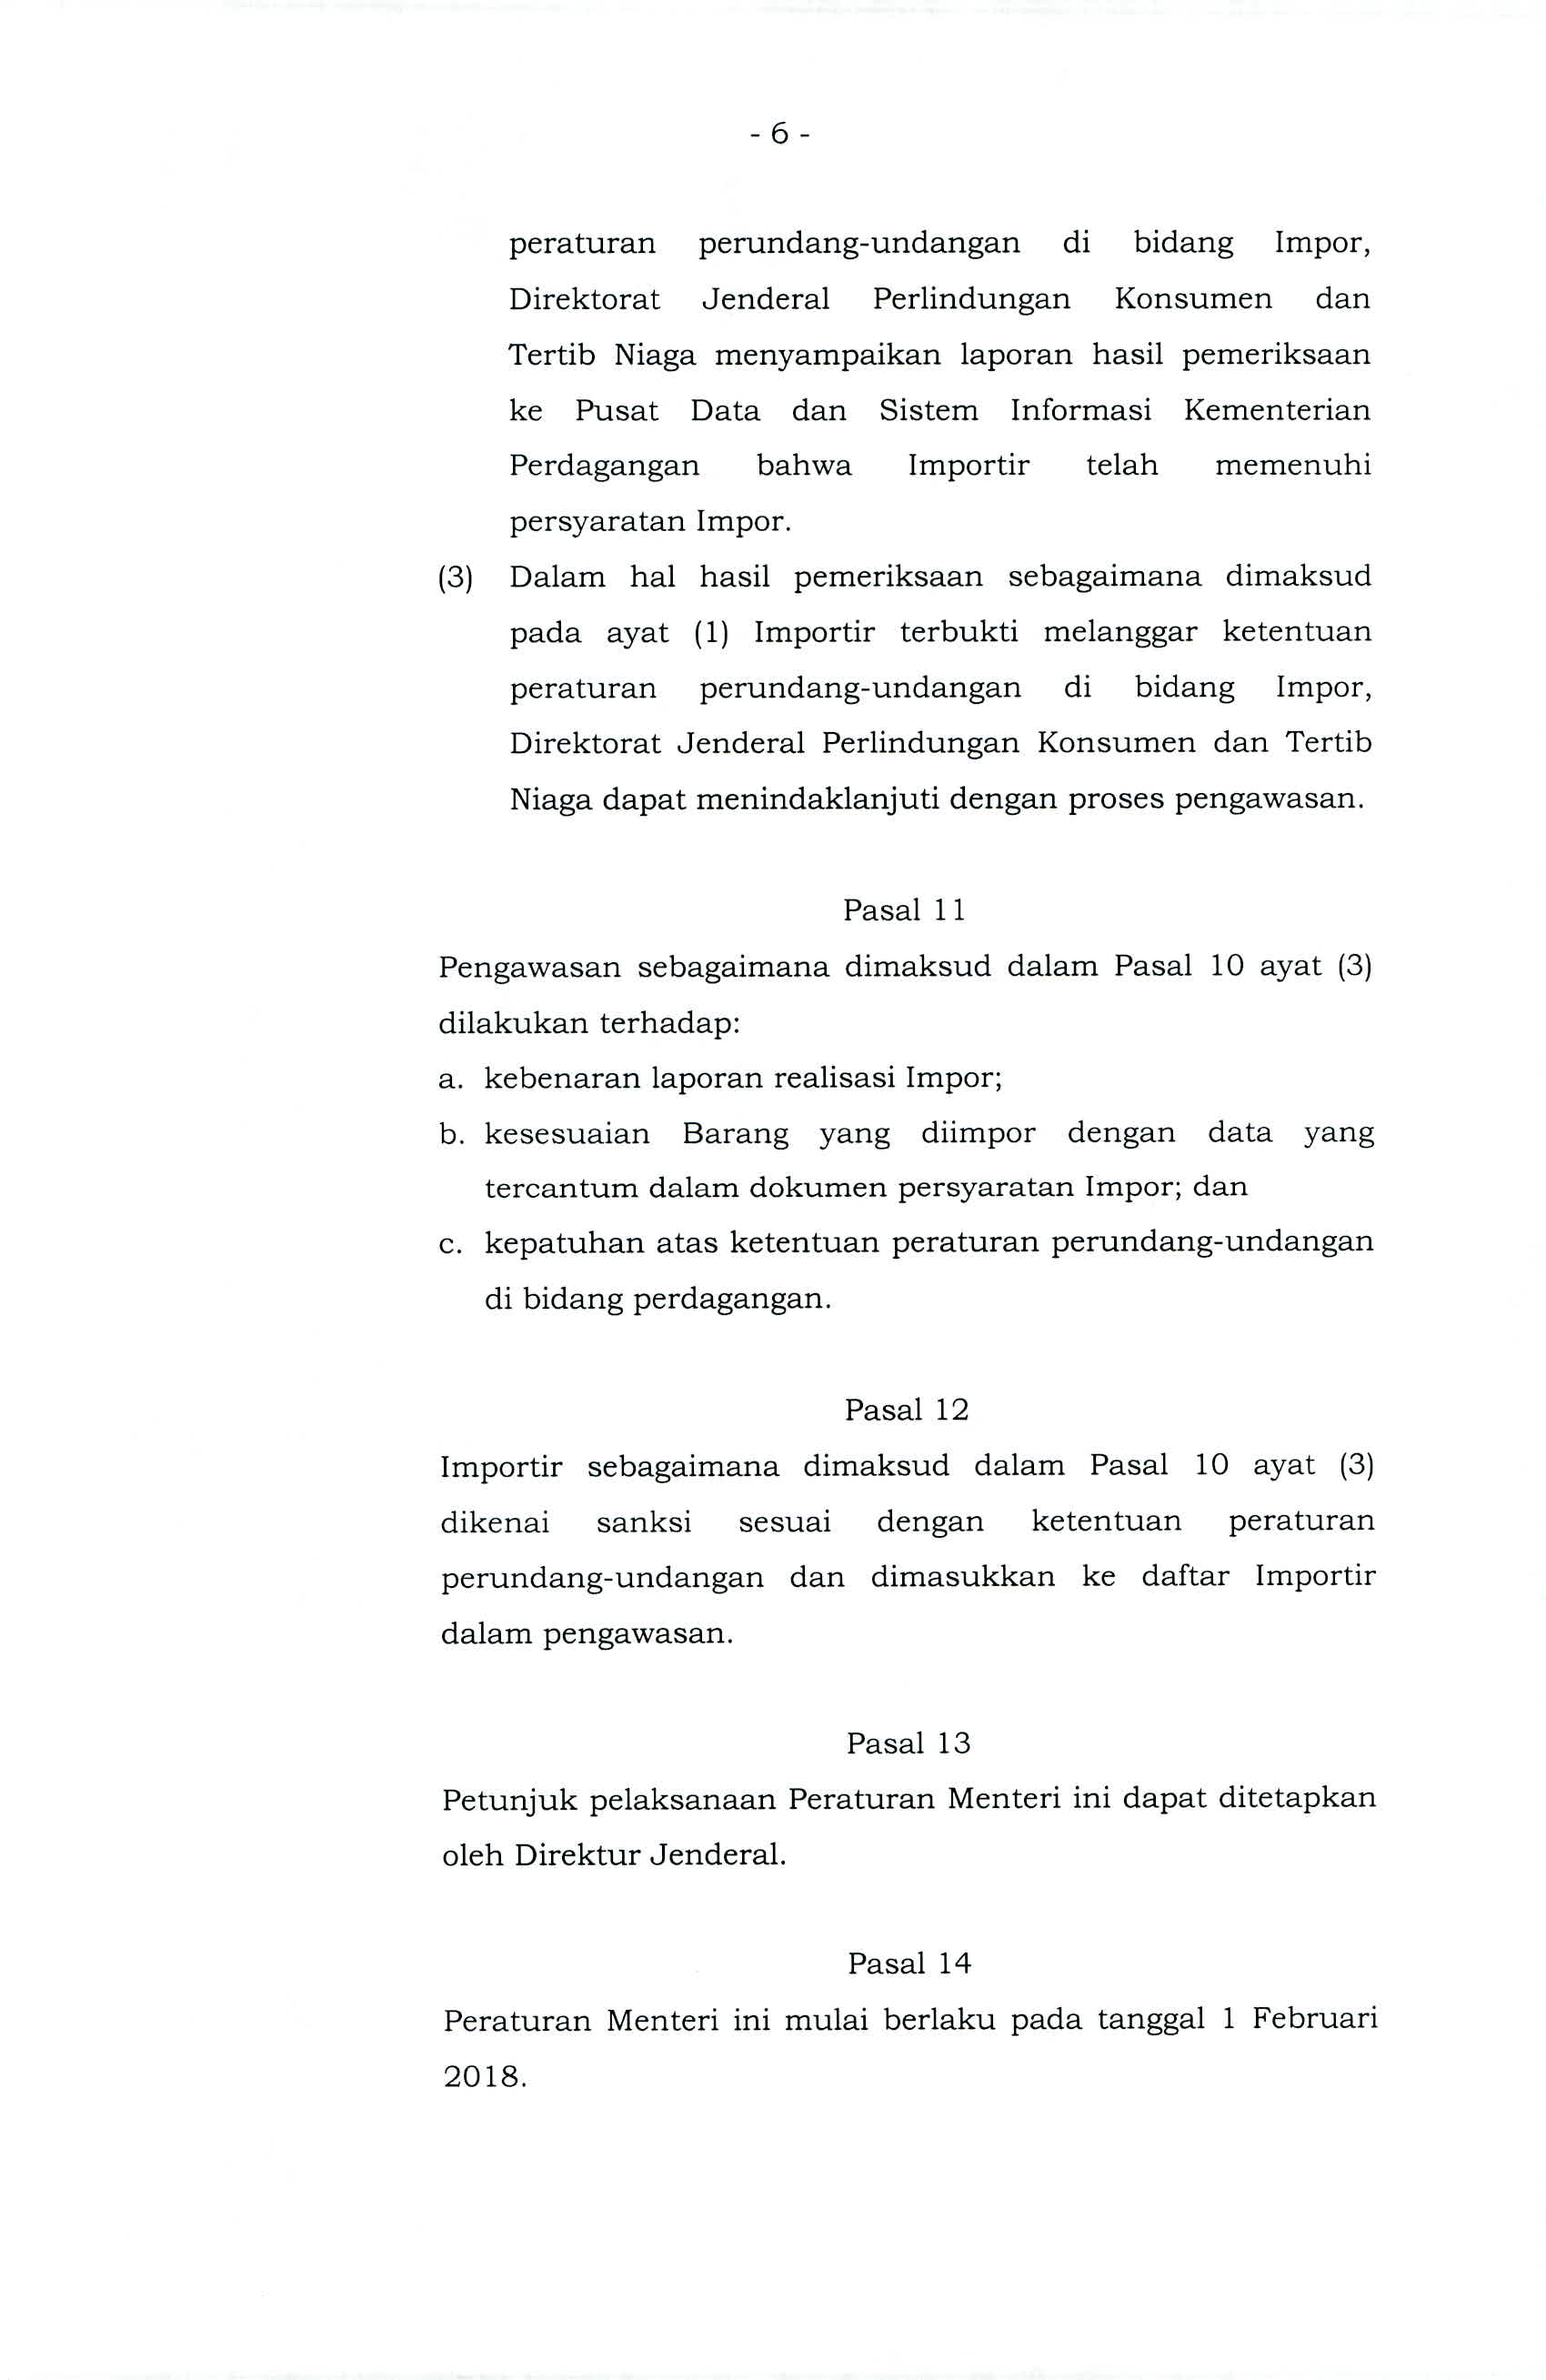 - 6 -
peraturan perundang-undangan di bidang Impor,
Direktorat Jenderal Perlindungan Konsumen dan
Tertib Niaga menyampaikan laporan hasil pemeriksaan
ke Pusat Data dan Sistem Informasi Kementerian
Perdagangan bahwa Importir telah memenuhi
persyaratan Impor.
(3) Dalam hal hasil pemeriksaan sebagaimana dimaksud
pada ayat (1) Importir terbukti melanggar ketentuan
peraturan perundang-undangan di bidang Impor,
Direktorat Jenderal Perlindungan Konsumen dan Tertib
Niaga dapat menindaklanjuti dengan proses pengawasan.
Pasal 11
Pengawasan sebagaimana dimaksud dalam Pasal 10 ayat (3)
dilakukan terhadap:
a. kebenaran laporan realisasi Impor;
b. kesesuaian Barang yang diimpor dengan data yang
tercantum dalam dokumen persyaratan Impor; dan
c. kepatuhan atas ketentuan peraturan perundang-undangan
di bidang perdagangan.
Pasal 12
Importir sebagaimana dimaksud dalam Pasal 10 ayat (3)
dikenai sanksi sesuai dengan ketentuan peraturan
perundang-undangan dan dimasukkan ke daftar Importir
dalam pengawasan.
Pasal 13
Petunjuk pelaksanaan Peraturan Menteri ini dapat ditetapkan
oleh Direktur Jenderal.
Pasal 14
Peraturan Menteri ini mulai berlaku pada tanggal 1 Februari
2018.